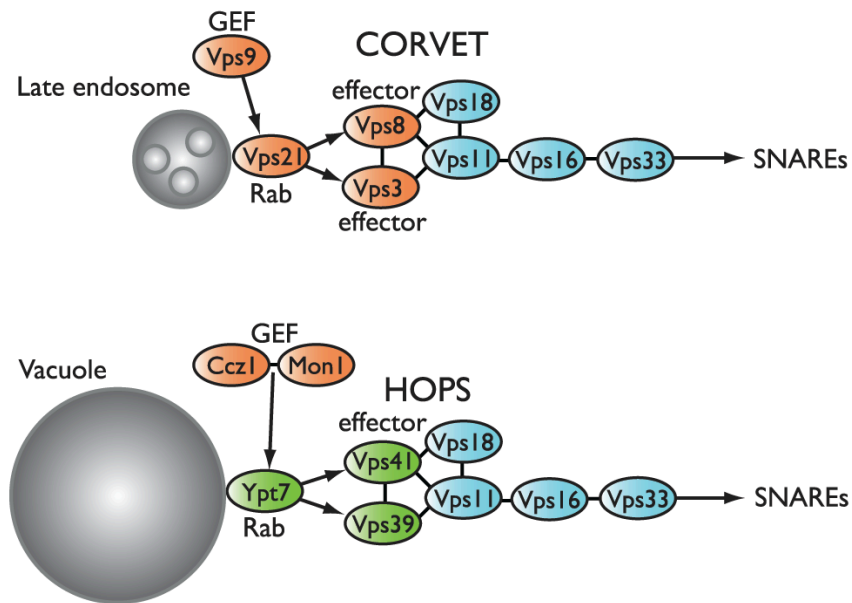 GEF
Vps9
CORVET
Late endosome
effector
Vps18
Vps8
Vps21
Vps11
Vps16
Vps33
SNAREs
Rab
Vps3
effector
GEF
Ccz1
Mon1
Vacuole
HOPS
effector
Vps18
Vps41
Ypt7
Vps11
Vps16
Vps33
SNAREs
Rab
Vps39